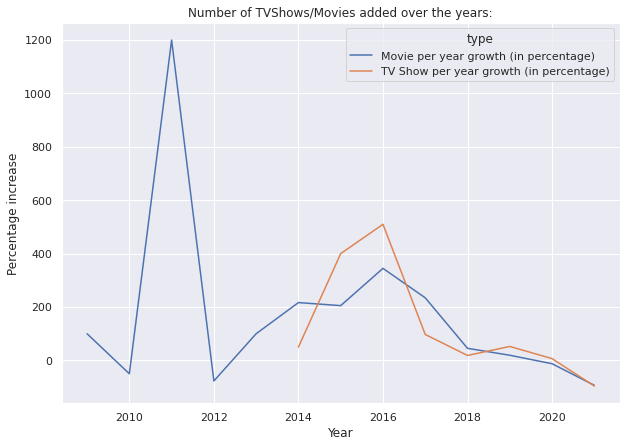 Number of TVShows/Movies added over the years:
type
Movie per year growth (in percentage)
TV Show per year growth (in percentage)
Percentage increase
1200
1000
800
600
400
200
0
2010 2012 2014 2016 2018 2020
Year